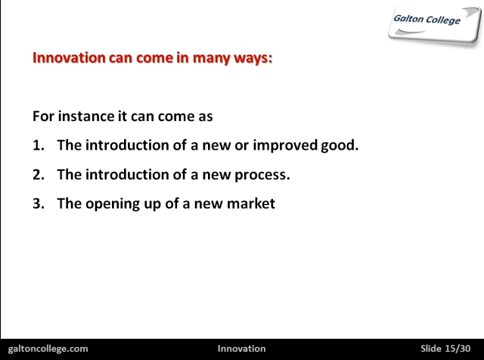 Galton College
Innovation can come in many ways:
For instance it can come as
1. The introduction of a new or improved good.
2. The introduction of a new process.
3. The opening up of a new market
galtoncollege.com Innovation Slide 15/30